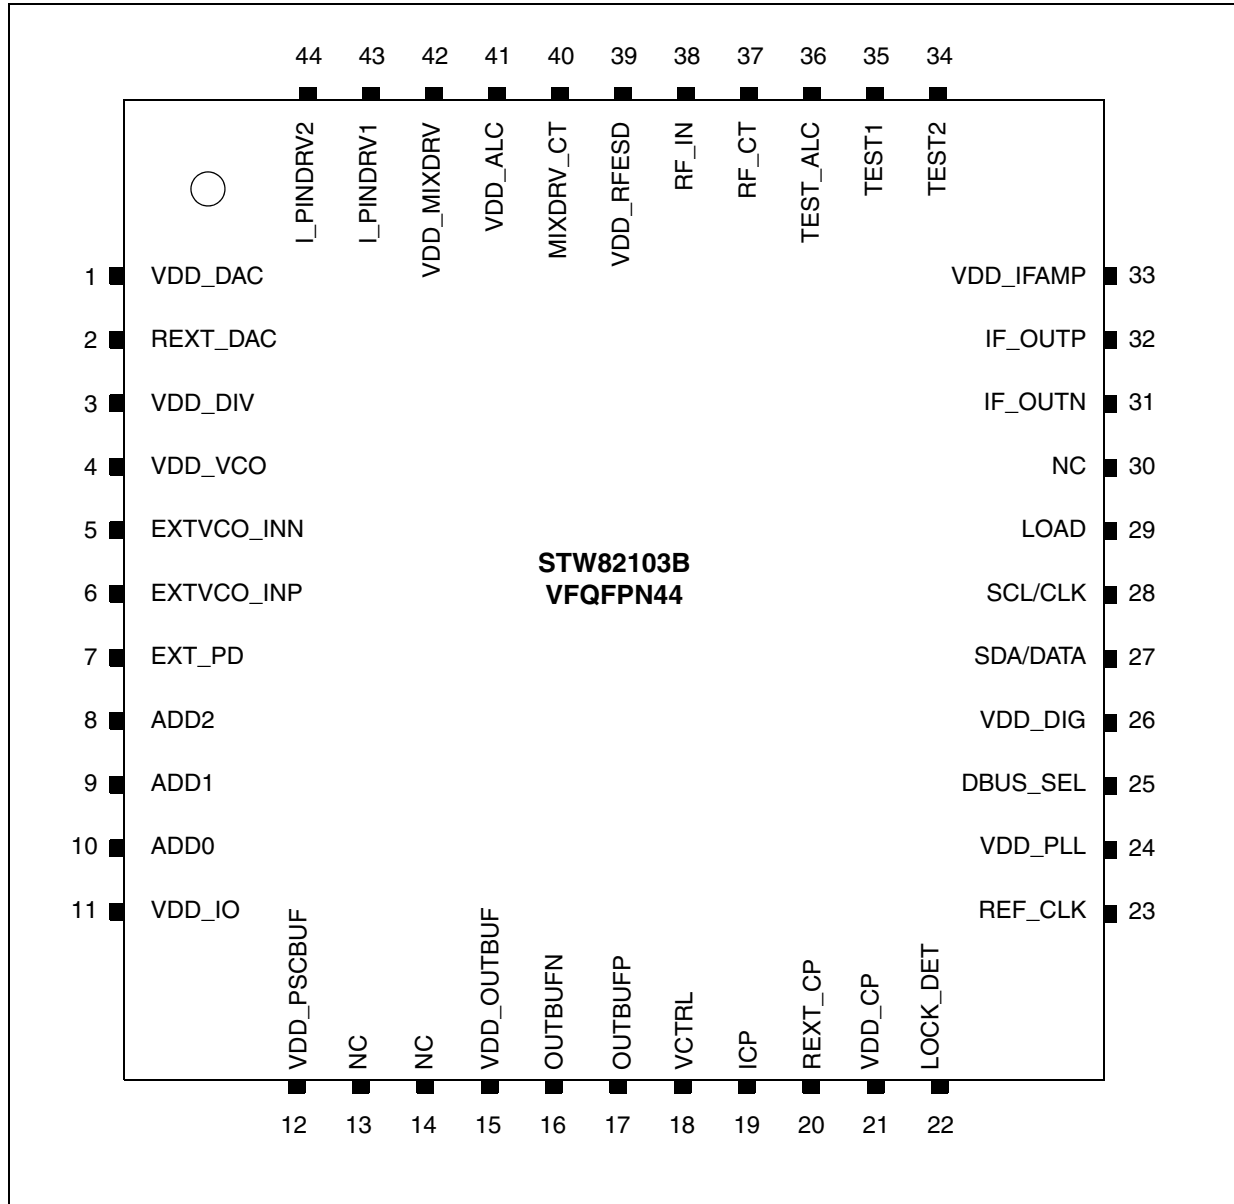 44 43 42 41 40 39 38 37 36 35 34
I_PINDRV2
I_PINDRV1
VDD_MIXDRV
VDD_ALC
MIXDRV_CT
VDD_RFESD
RF_IN
RF_CT
TEST_ALC
TEST1
TEST2
1 VDD_DAC
2 REXT_DAC
3 VDD_DIV
4 VDD_VCO
5 EXTVCO_INN
6 EXTVCO_INP
7 EXT_PD
8 ADD2
9 ADD1
10 ADD0
11 VDD_IO
STW82103B
VFQFPN44
VDD_IFAMP 33
IF_OUTP 32
IF_OUTN 31
NC 30
LOAD 29
SCL/CLK 28
SDA/DATA 27
VDD_DIG 26
DBUS_SEL 25
VDD_PLL 24
REF_CLK 23
VDD_PSCBUF
NC
NC
VDD_OUTBUF
OUTBUFN
OUTBUFP
VCTRL
ICP
REXT_CP
VDD_CP
LOCK_DET
12 13 14 15 16 17 18 19 20 21 22